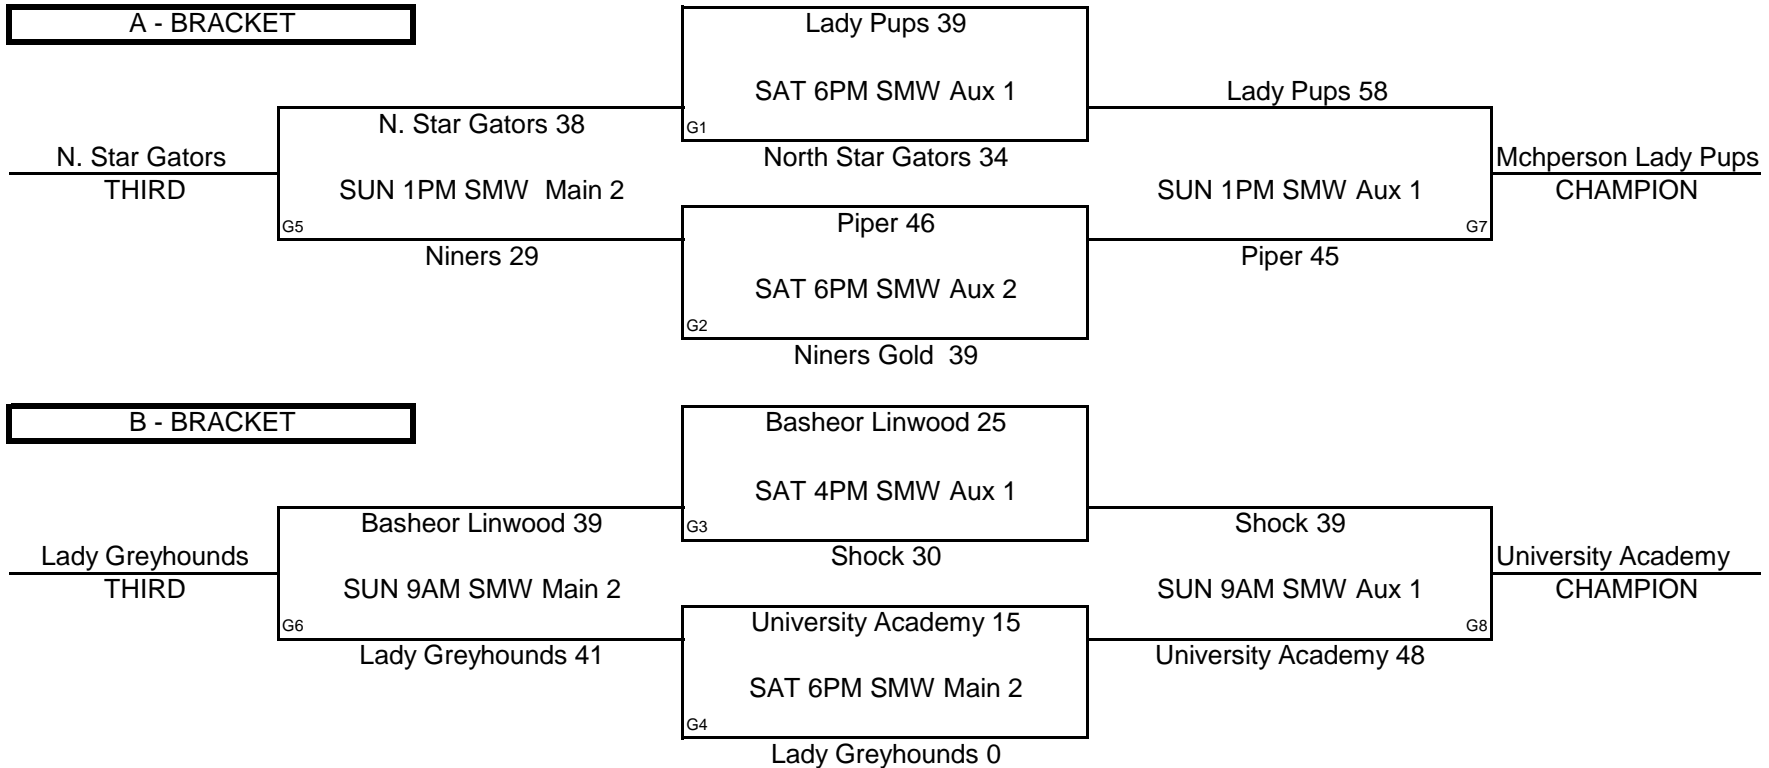 A - BRACKET
Lady Pups 39
SAT 6PM SMW Aux 1
Lady Pups 58
N. Star Gators 38
G1
N. Star Gators
North Star Gators 34
Mchperson Lady Pups
THIRD
SUN 1PM SMW  Main 2
SUN 1PM SMW Aux 1
CHAMPION
G5
Piper 46
G7
Niners 29
Piper 45
SAT 6PM SMW Aux 2
G2
Niners Gold  39
B - BRACKET
Basheor Linwood 25
SAT 4PM SMW Aux 1
Basheor Linwood 39
G3
Shock 39
Lady Greyhounds
Shock 30
University Academy
THIRD
SUN 9AM SMW Main 2
SUN 9AM SMW Aux 1
CHAMPION
G6
University Academy 15
G8
Lady Greyhounds 41
University Academy 48
SAT 6PM SMW Main 2
G4
Lady Greyhounds 0